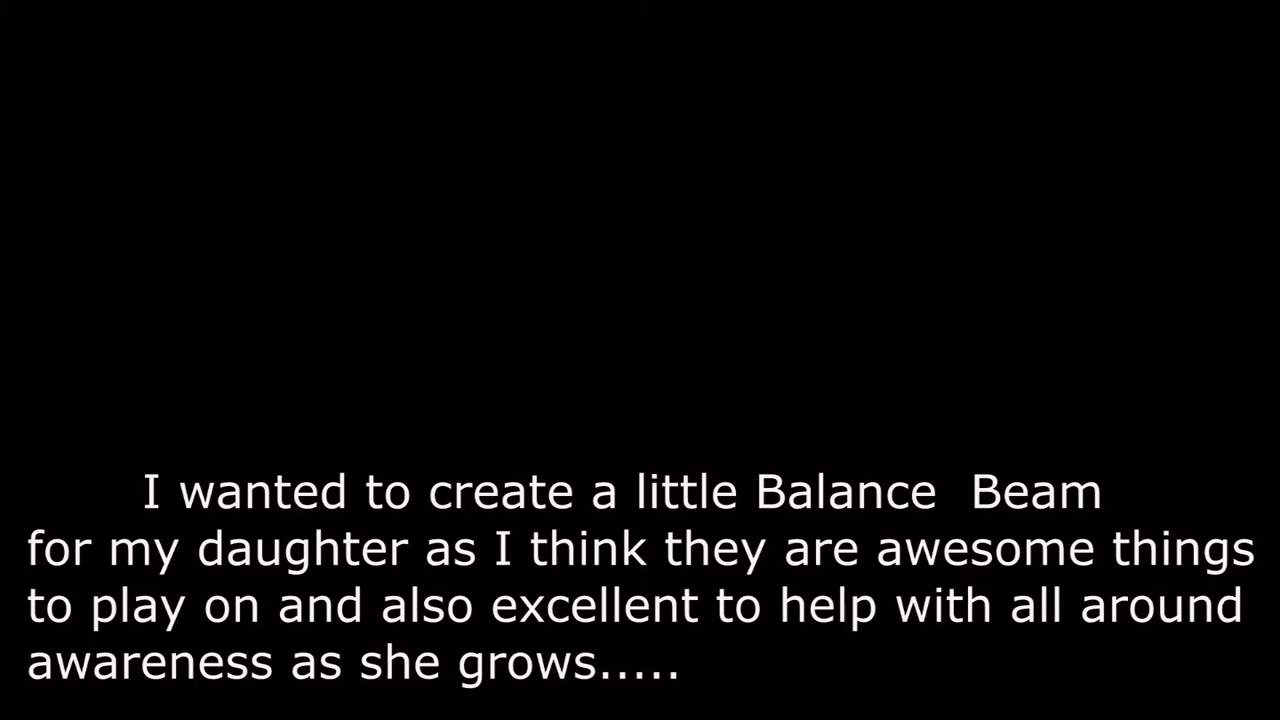 I wanted to create a little Balance  Beam
for my daughter as I think they are awesome things
to play on and also excellent to help with all around
awareness as she grows.....